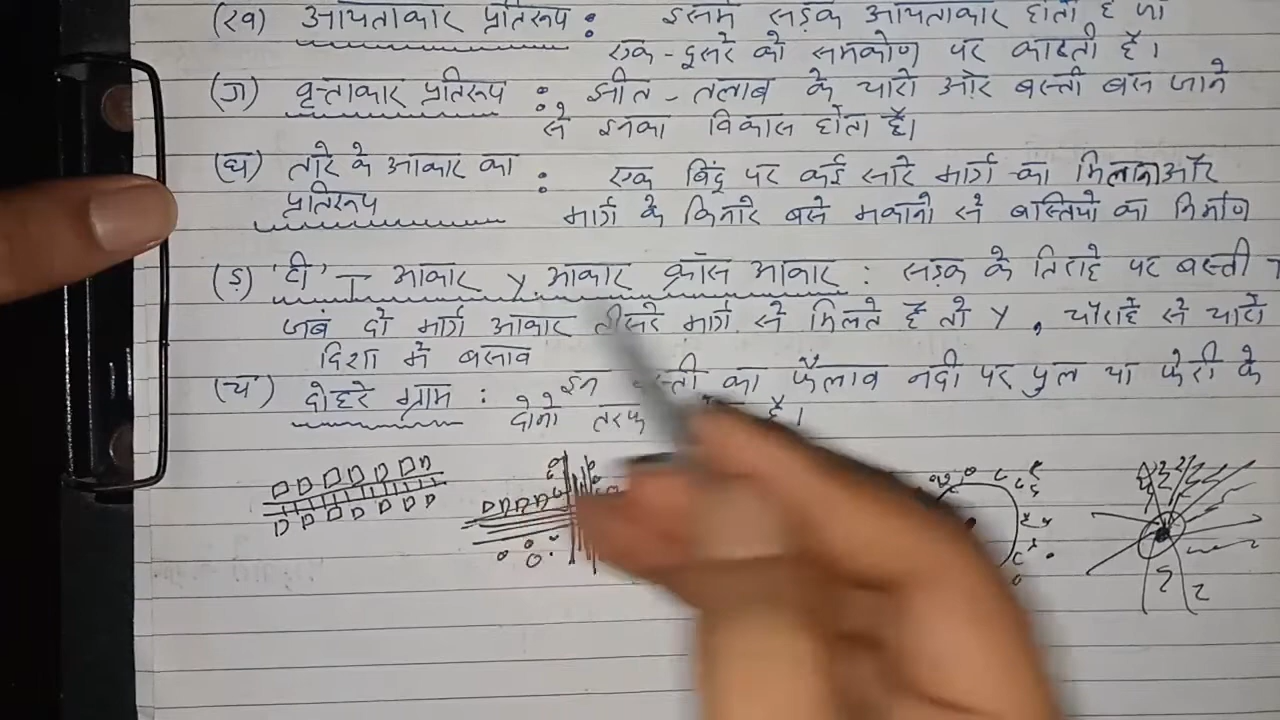 (ख) आयताकार प्रतिरूप : इसमे सड़क आयताकार होती है जो
एक-दूसरे को समकोण पर काटती है।
(ग) वृत्ताकार प्रतिरूप : झील-तलाब के चारो ओर बस्ती बस जाने
से इनका विकास होता है।
(घ) तारे के आकार का प्रतिरूप : एक बिंदू पर कई सारे मार्ग का मिलना और
मार्ग के किनारे बसे मकानो से बस्तियो का निर्माण
(ड़) 'टी' T आकार Y आकार क्रॉस आकार : सड़क के तिराहे पर बस्ती T
जब दो मार्ग आकार तीसरे मार्ग से मिलते है तो Y, चौराहे से चारो
दिशा मे बसाव
(च) दोहरे ग्राम : इन का फैलाव नदी पर पुल या फेरी के
दोनो तरफ है।